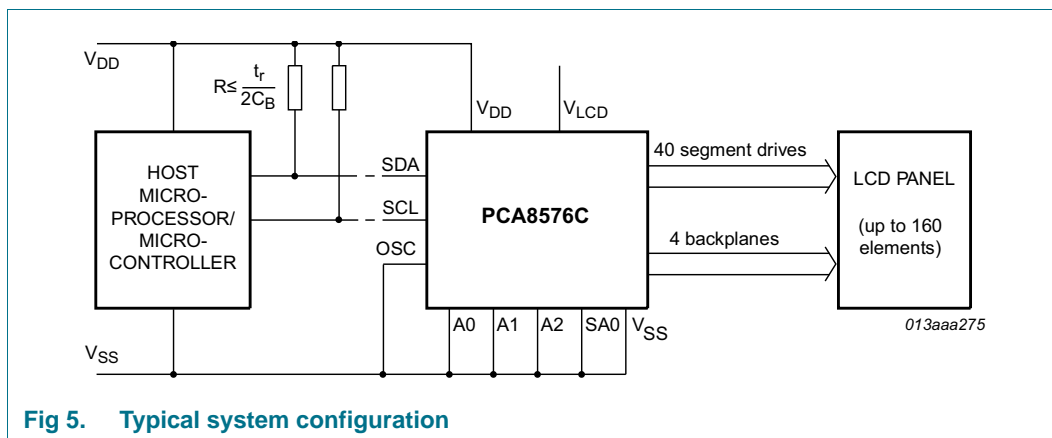 VDD
R≤ tr
2CB
VDD
VLCD
HOST
MICRO-
PROCESSOR/
MICRO-
CONTROLLER
SDA
SCL
OSC
PCA8576C
40 segment drives
4 backplanes
LCD PANEL
(up to 160
elements)
A0
A1
A2
SA0
VSS
VSS
013aaa275
Fig 5. Typical system configuration